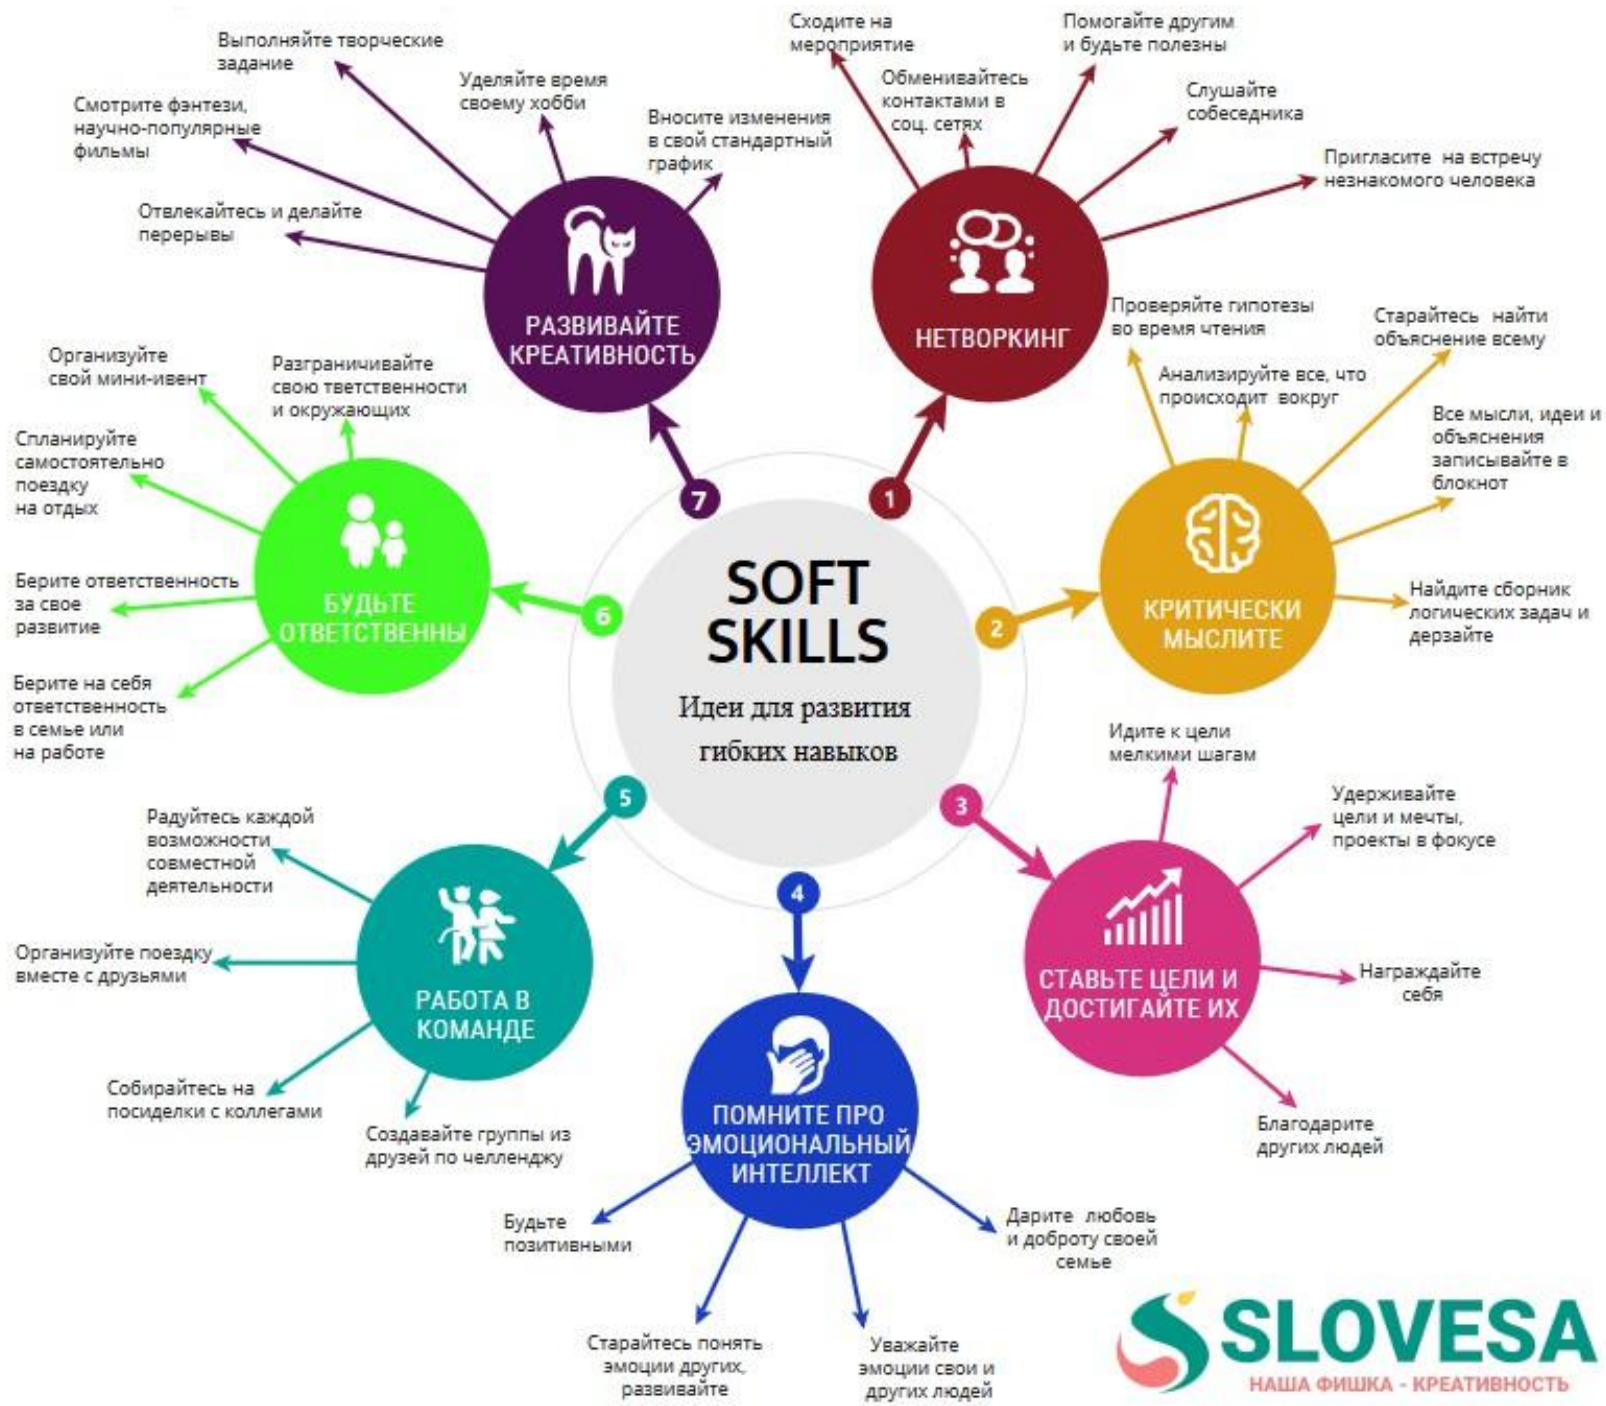 SOFT
SKILLS
Идеи для развития
гибких навыков
1
НЕТВОРКИНГ
Сходите на
мероприятие
Обменивайтесь
контактами в
соц. сетях
Помогайте другим
и будьте полезны
Слушайте
собеседника
Пригласите на встречу
незнакомого человека
2
КРИТИЧЕСКИ
МЫСЛИТЕ
Проверяйте гипотезы
во время чтения
Анализируйте все, что
происходит вокруг
Старайтесь найти
объяснение всему
Все мысли, идеи и
объяснения
записывайте в
блокнот
Найдите сборник
логических задач и
дерзайте
3
СТАВЬТЕ ЦЕЛИ И
ДОСТИГАЙТЕ ИХ
Идите к цели
мелкими шагам
Удерживайте
цели и мечты,
проекты в фокусе
Награждайте
себя
Благодарите
других людей
4
ПОМНИТЕ ПРО
ЭМОЦИОНАЛЬНЫЙ
ИНТЕЛЛЕКТ
Дарите любовь
и доброту своей
семье
Уважайте
эмоции свои и
других людей
Старайтесь понять
эмоции других,
развивайте
Будьте
позитивными
5
РАБОТА В
КОМАНДЕ
Радуйтесь каждой
возможности
совместной
деятельности
Организуйте поездку
вместе с друзьями
Собирайтесь на
посиделки с коллегами
Создавайте группы из
друзей по челленджу
6
БУДЬТЕ
ОТВЕТСТВЕННЫ
Организуйте
свой мини-ивент
Разграничивайте
свою тветственности
и окружающих
Спланируйте
самостоятельно
поездку
на отдых
Берите ответственность
за свое
развитие
Берите на себя
ответственность
в семье или
на работе
7
РАЗВИВАЙТЕ
КРЕАТИВНОСТЬ
Выполняйте творческие
задание
Уделяйте время
своему хобби
Вносите изменения
в свой стандартный
график
Смотрите фэнтези,
научно-популярные
фильмы
Отвлекайтесь и делайте
перерывы
SLOVESA
НАША ФИШКА - КРЕАТИВНОСТЬ